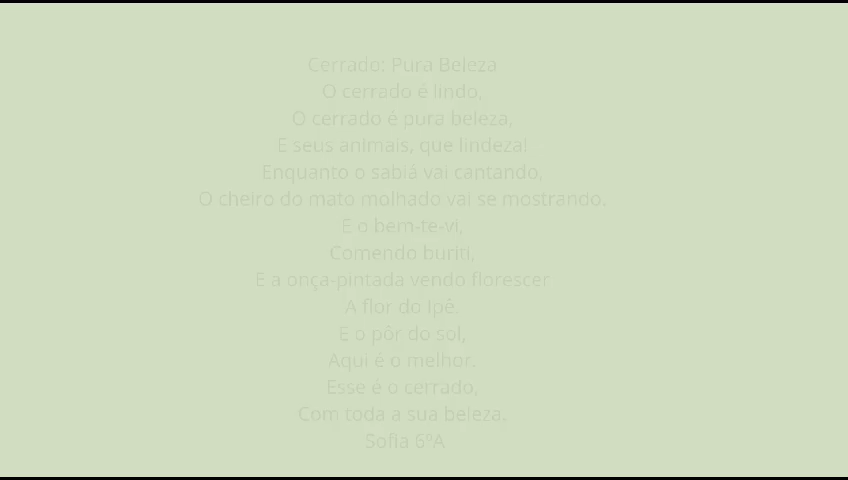 Cerrado: Pura Beleza
O cerrado é lindo,
O cerrado é pura beleza,
E seus animais, que lindeza!
Enquanto o sabiá vai cantando,
O cheiro do mato molhado vai se mostrando.
E o bem-te-vi,
Comendo buriti,
E a onça-pintada vendo florescer
A flor do Ipê.
E o pôr do sol,
Aqui é o melhor.
Esse é o cerrado,
Com toda a sua beleza.
Sofia 6ºA